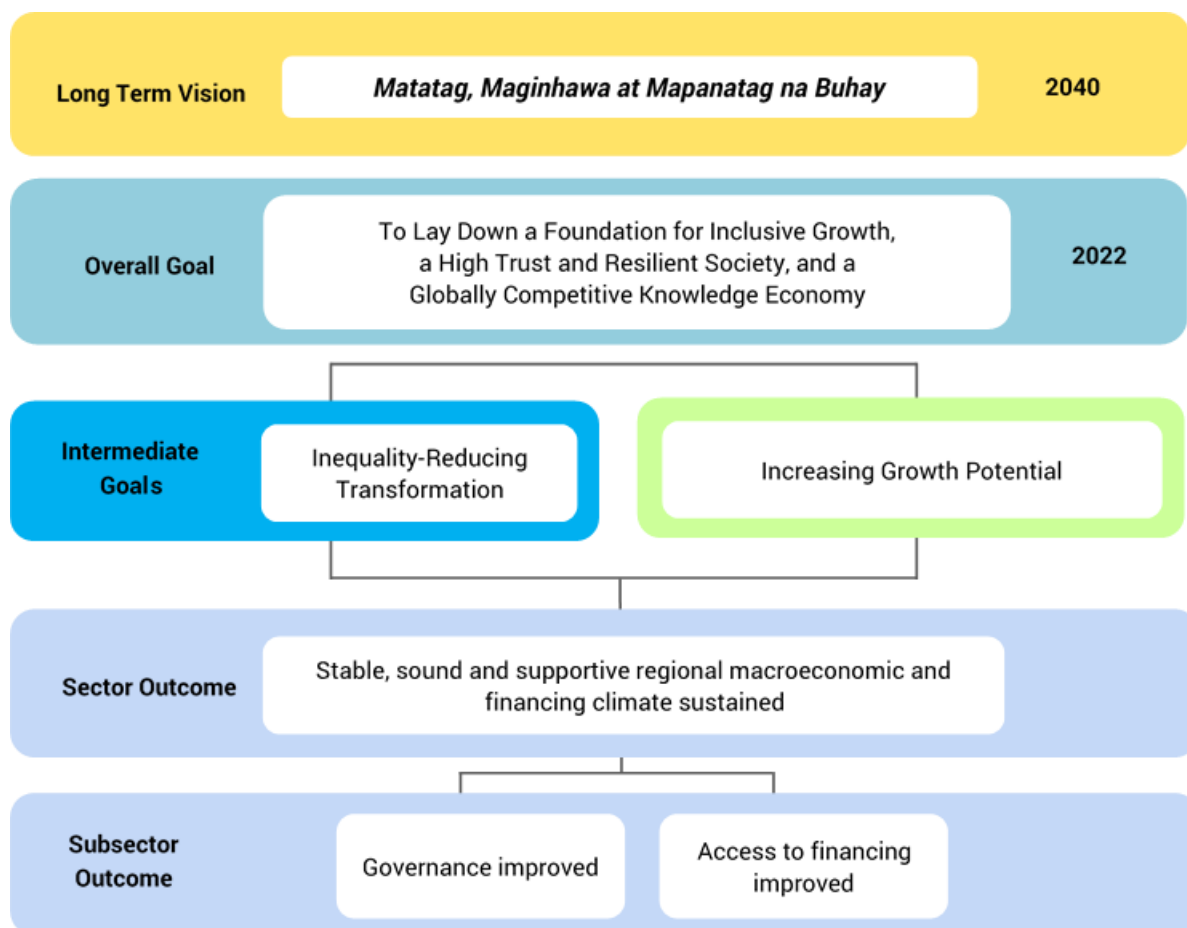 Long Term Vision
Matatag, Maginhawa at Mapanatag na Buhay
2040
Overall Goal
To Lay Down a Foundation for Inclusive Growth,
a High Trust and Resilient Society, and a
Globally Competitive Knowledge Economy
2022
Intermediate
Goals
Inequality-Reducing
Transformation
Increasing Growth Potential
Sector Outcome
Stable, sound and supportive regional macroeconomic and
financing climate sustained
Subsector
Outcome
Governance improved
Access to financing
improved